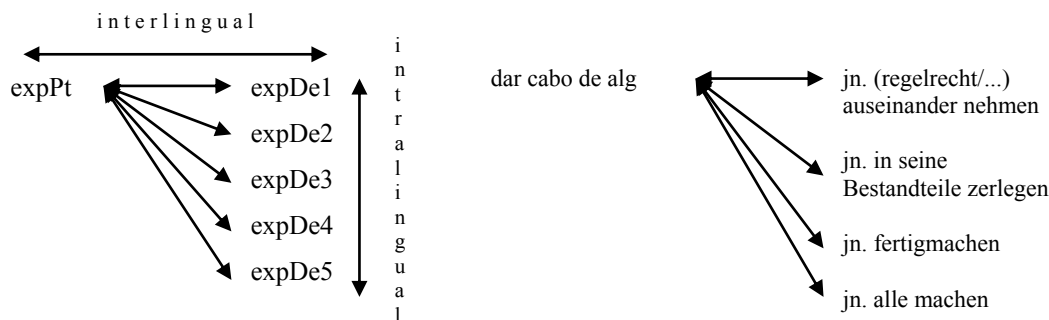 i n t e r l i n g u a l
expPt
expDe1
expDe2
expDe3
expDe4
expDe5
i
n
t
r
a
l
i
n
g
u
a
l
dar cabo de alg
jn. (regelrecht/...)
auseinander nehmen
jn. in seine
Bestandteile zerlegen
jn. fertigmachen
jn. alle machen